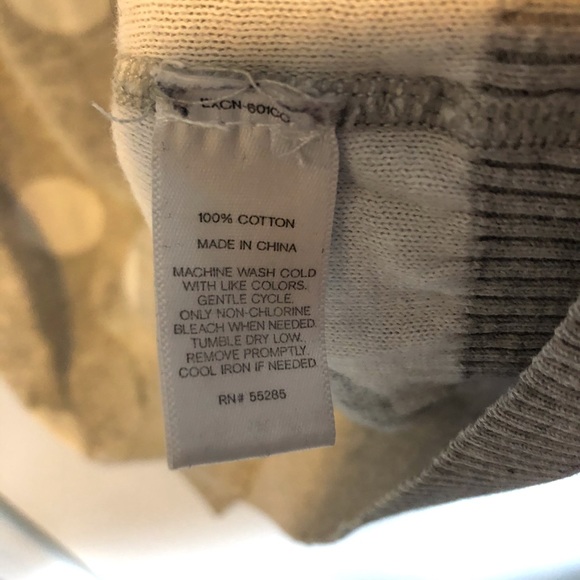 100% COTTON
MADE IN CHINA
MACHINE WASH COLD
WITH LIKE COLORS.
GENTLE CYCLE.
ONLY NON-CHLORINE
BLEACH WHEN NEEDED.
TUMBLE DRY LOW.
REMOVE PROMPTLY.
COOL IRON IF NEEDED.
RN# 55285